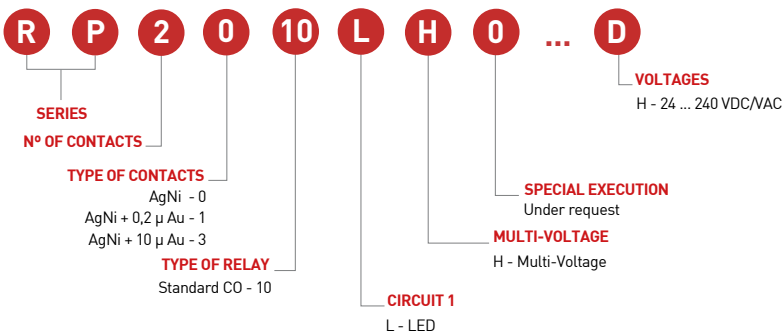 R P 2 0 10 L H 0 ... D
VOLTAGES
H - 24 ... 240 VDC/VAC
SERIES
Nº OF CONTACTS
TYPE OF CONTACTS
AgNi - 0
AgNi + 0,2 µ Au - 1
AgNi + 10 µ Au - 3
SPECIAL EXECUTION
Under request
MULTI-VOLTAGE
H - Multi-Voltage
TYPE OF RELAY
Standard CO - 10
CIRCUIT 1
L - LED